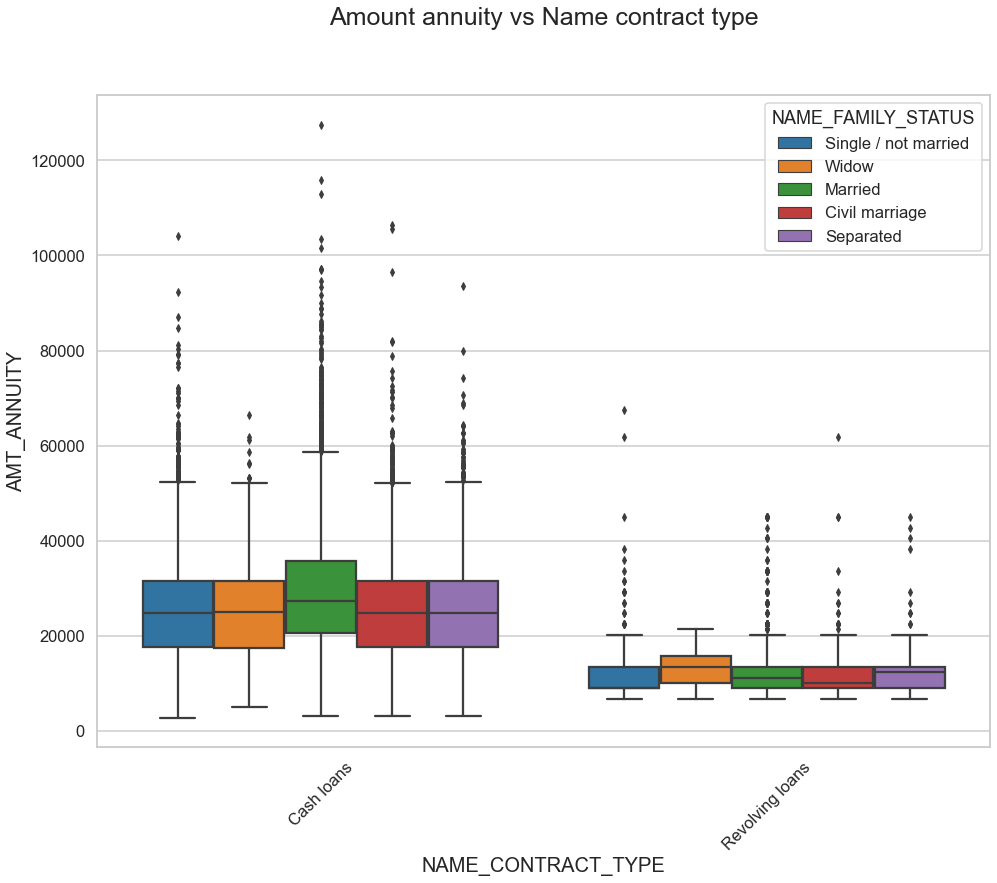 Amount annuity vs Name contract type
NAME_FAMILY_STATUS
Single / not married
Widow
Married
Civil marriage
Separated
AMT_ANNUITY
120000
100000
80000
60000
40000
20000
0
Cash loans
Revolving loans
NAME_CONTRACT_TYPE